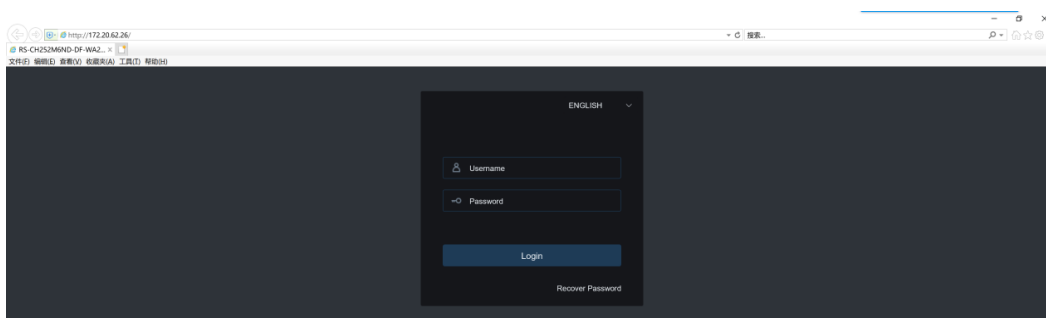 http://172.20.62.26/
搜索...
RS-CH252M6ND-DF-WA2...
文件(F) 编辑(E) 查看(V) 收藏夹(A) 工具(T) 帮助(H)
ENGLISH
Username
Password
Login
Recover Password